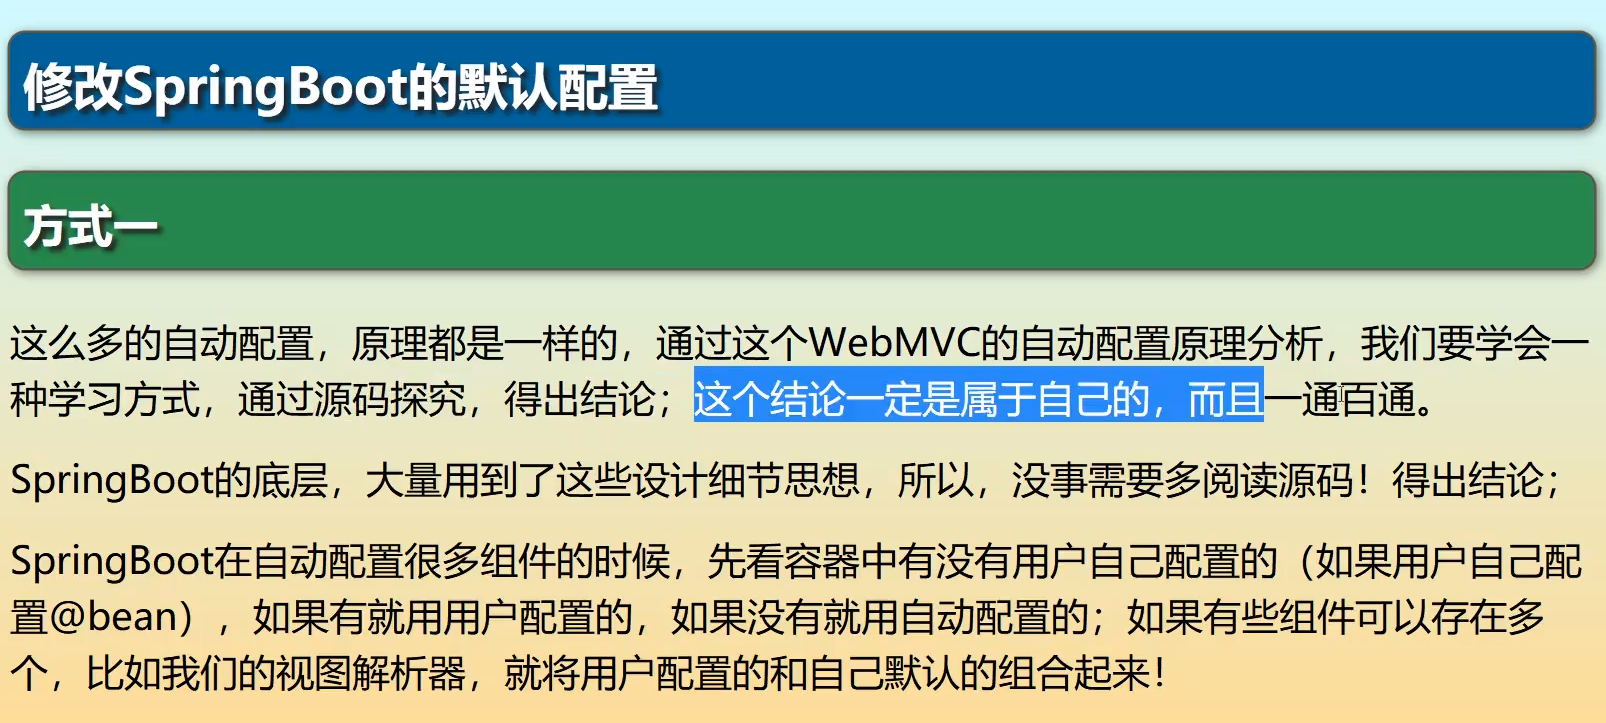 修改SpringBoot的默认配置
方式一
这么多的自动配置，原理都是一样的，通过这个WebMVC的自动配置原理分析，我们要学会一
种学习方式，通过源码探究，得出结论；这个结论一定是属于自己的，而且一通百通。
SpringBoot的底层，大量用到了这些设计细节思想，所以，没事需要多阅读源码！得出结论；
SpringBoot在自动配置很多组件的时候，先看容器中有没有用户自己配置的（如果用户自己配
置@bean），如果有就用用户配置的，如果没有就用自动配置的；如果有些组件可以存在多
个，比如我们的视图解析器，就将用户配置的和自己默认的组合起来！